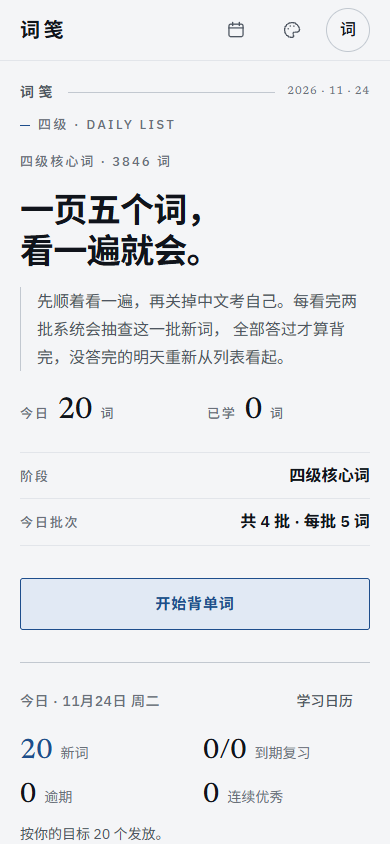 词笺
词
词笺
2026 · 11 · 24
— 四级 · DAILY LIST
四级核心词 · 3846 词
一页五个词，
看一遍就会。
先顺着看一遍，再关掉中文考自己。每看完两
批系统会抽查这一批新词， 全部答过才算背
完，没答完的明天重新从列表看起。
今日 20 词
已学 0 词
阶段
四级核心词
今日批次
共 4 批 · 每批 5 词
开始背单词
今日 · 11月24日 周二
学习日历
20 新词
0/0 到期复习
0 逾期
0 连续优秀
按你的目标 20 个发放。